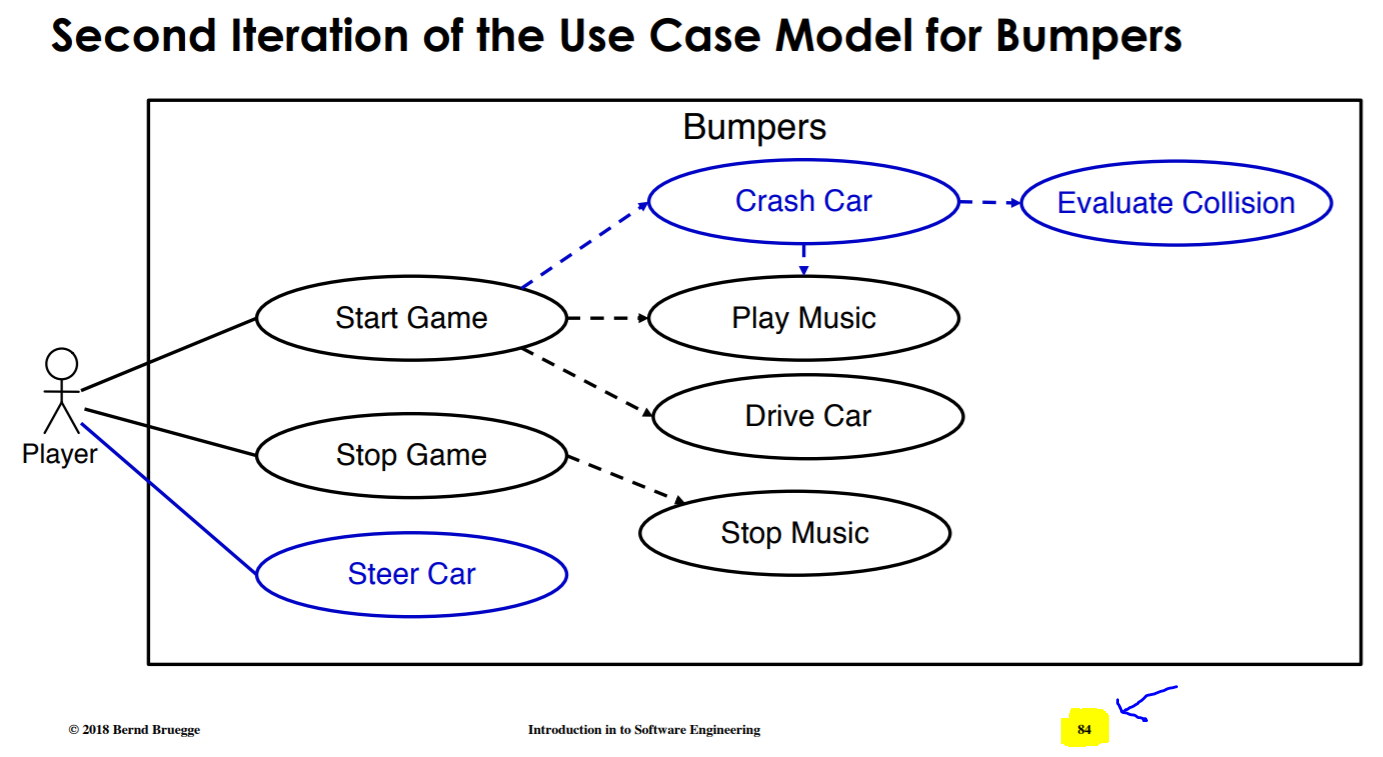 Second Iteration of the Use Case Model for Bumpers
Bumpers
Crash Car
Evaluate Collision
Start Game
Play Music
Drive Car
Player
Stop Game
Stop Music
Steer Car
© 2018 Bernd Bruegge
Introduction in to Software Engineering
84